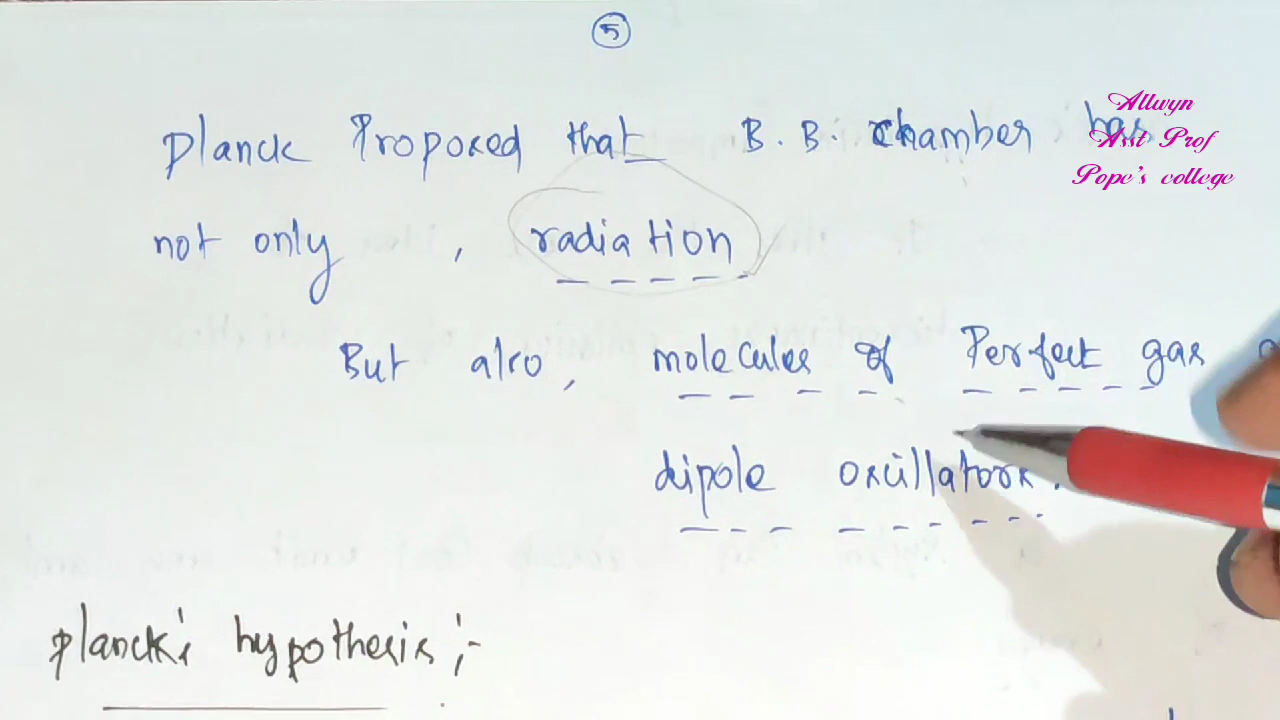 5
Planck Proposed that B.B. chamber has
not only , radiation
But also, molecules of Perfect gas
dipole oscillators.
Planck's hypothesis ;-
Allwyn
Asst Prof
Pope's college